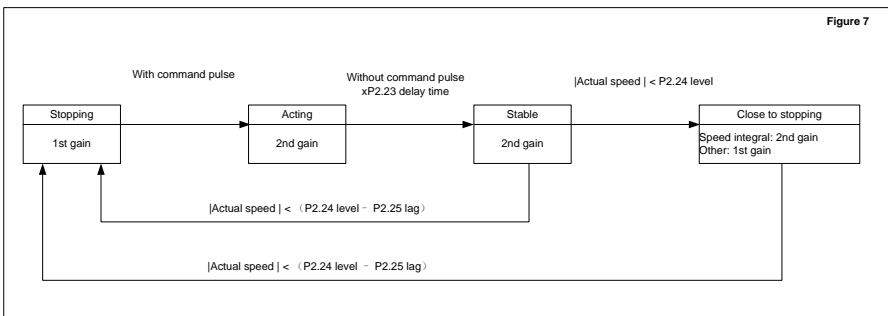 Figure 7
With command pulse
Without command pulse
xP2.23 delay time
|Actual speed | < P2.24 level
Stopping
1st gain
Acting
2nd gain
Stable
2nd gain
Close to stopping
Speed integral: 2nd gain
Other: 1st gain
|Actual speed | < （P2.24 level﹣P2.25 lag）
|Actual speed | < （P2.24 level ﹣ P2.25 lag）